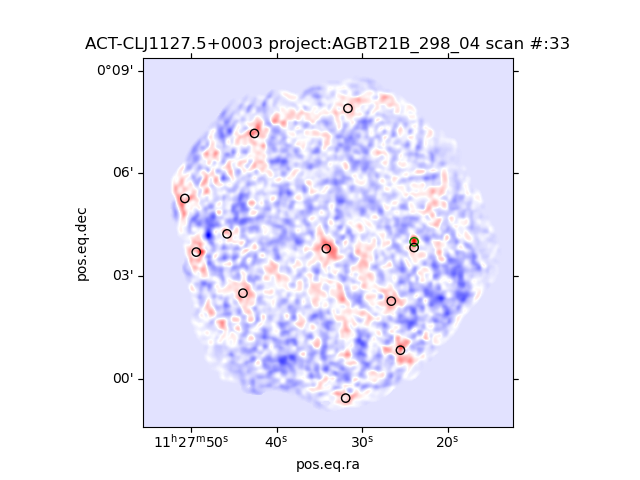 ACT-CLJ1127.5+0003 project:AGBT21B_298_04 scan #:33
0°09'
06'
03'
00'
pos.eq.dec
11ʰ27ᵐ50ˢ 40ˢ 30ˢ 20ˢ
pos.eq.ra